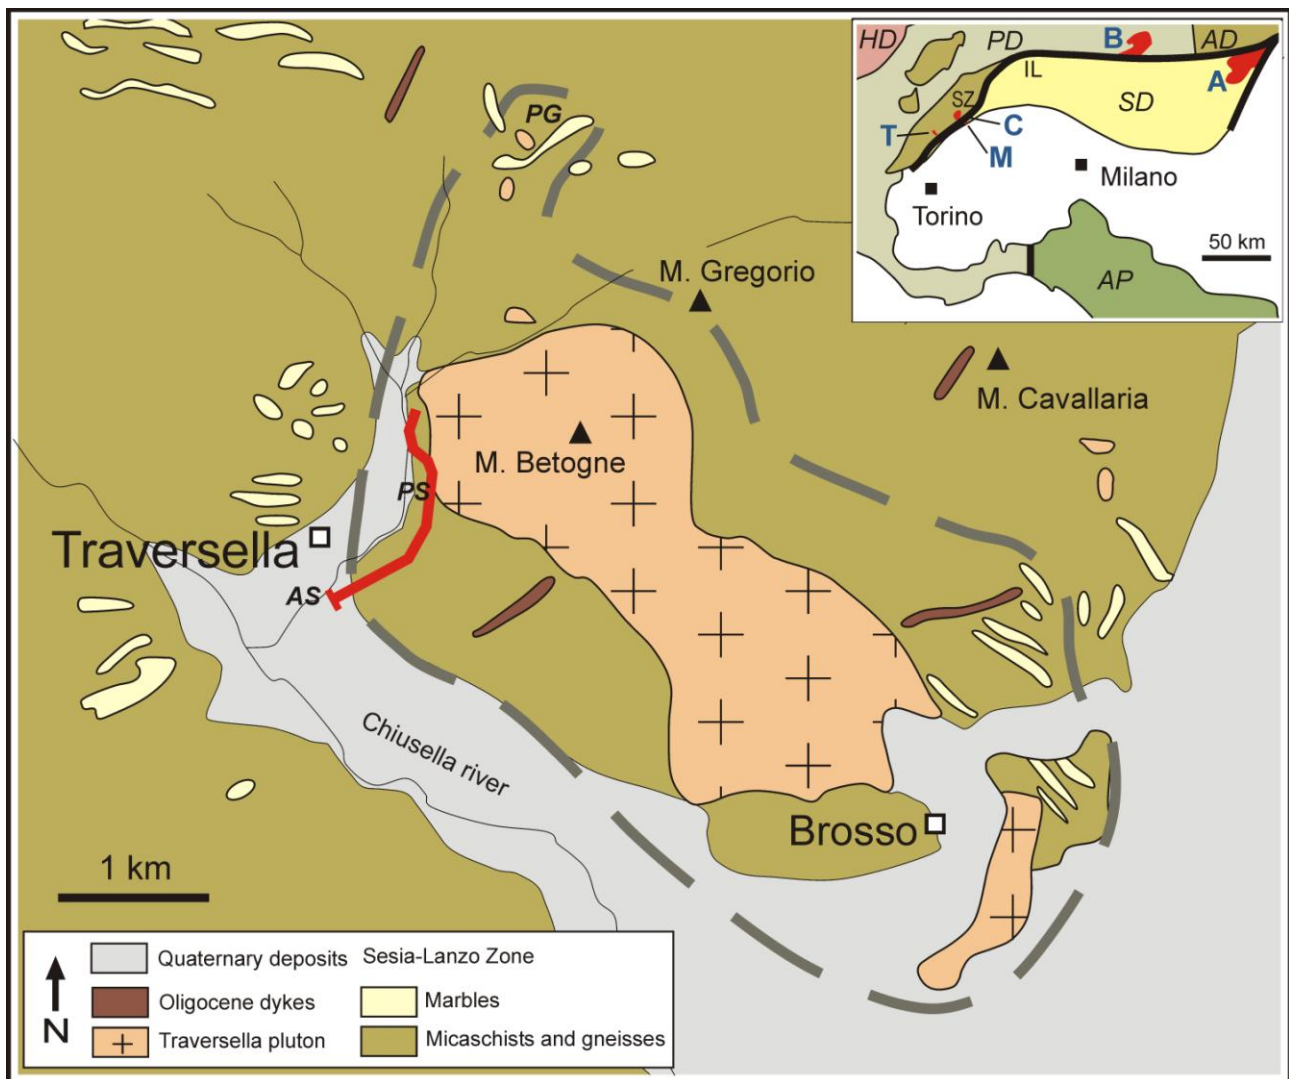 HD
PD
B
AD
IL
A
SZ
SD
T
C
M
Milano
Torino
50 km
AP
PG
M. Gregorio
M. Cavallaria
M. Betogne
PS
Traversella
AS
Chiusella river
Brosso
1 km
N
Quaternary deposits
Oligocene dykes
Traversella pluton
Sesia-Lanzo Zone
Marbles
Micaschists and gneisses